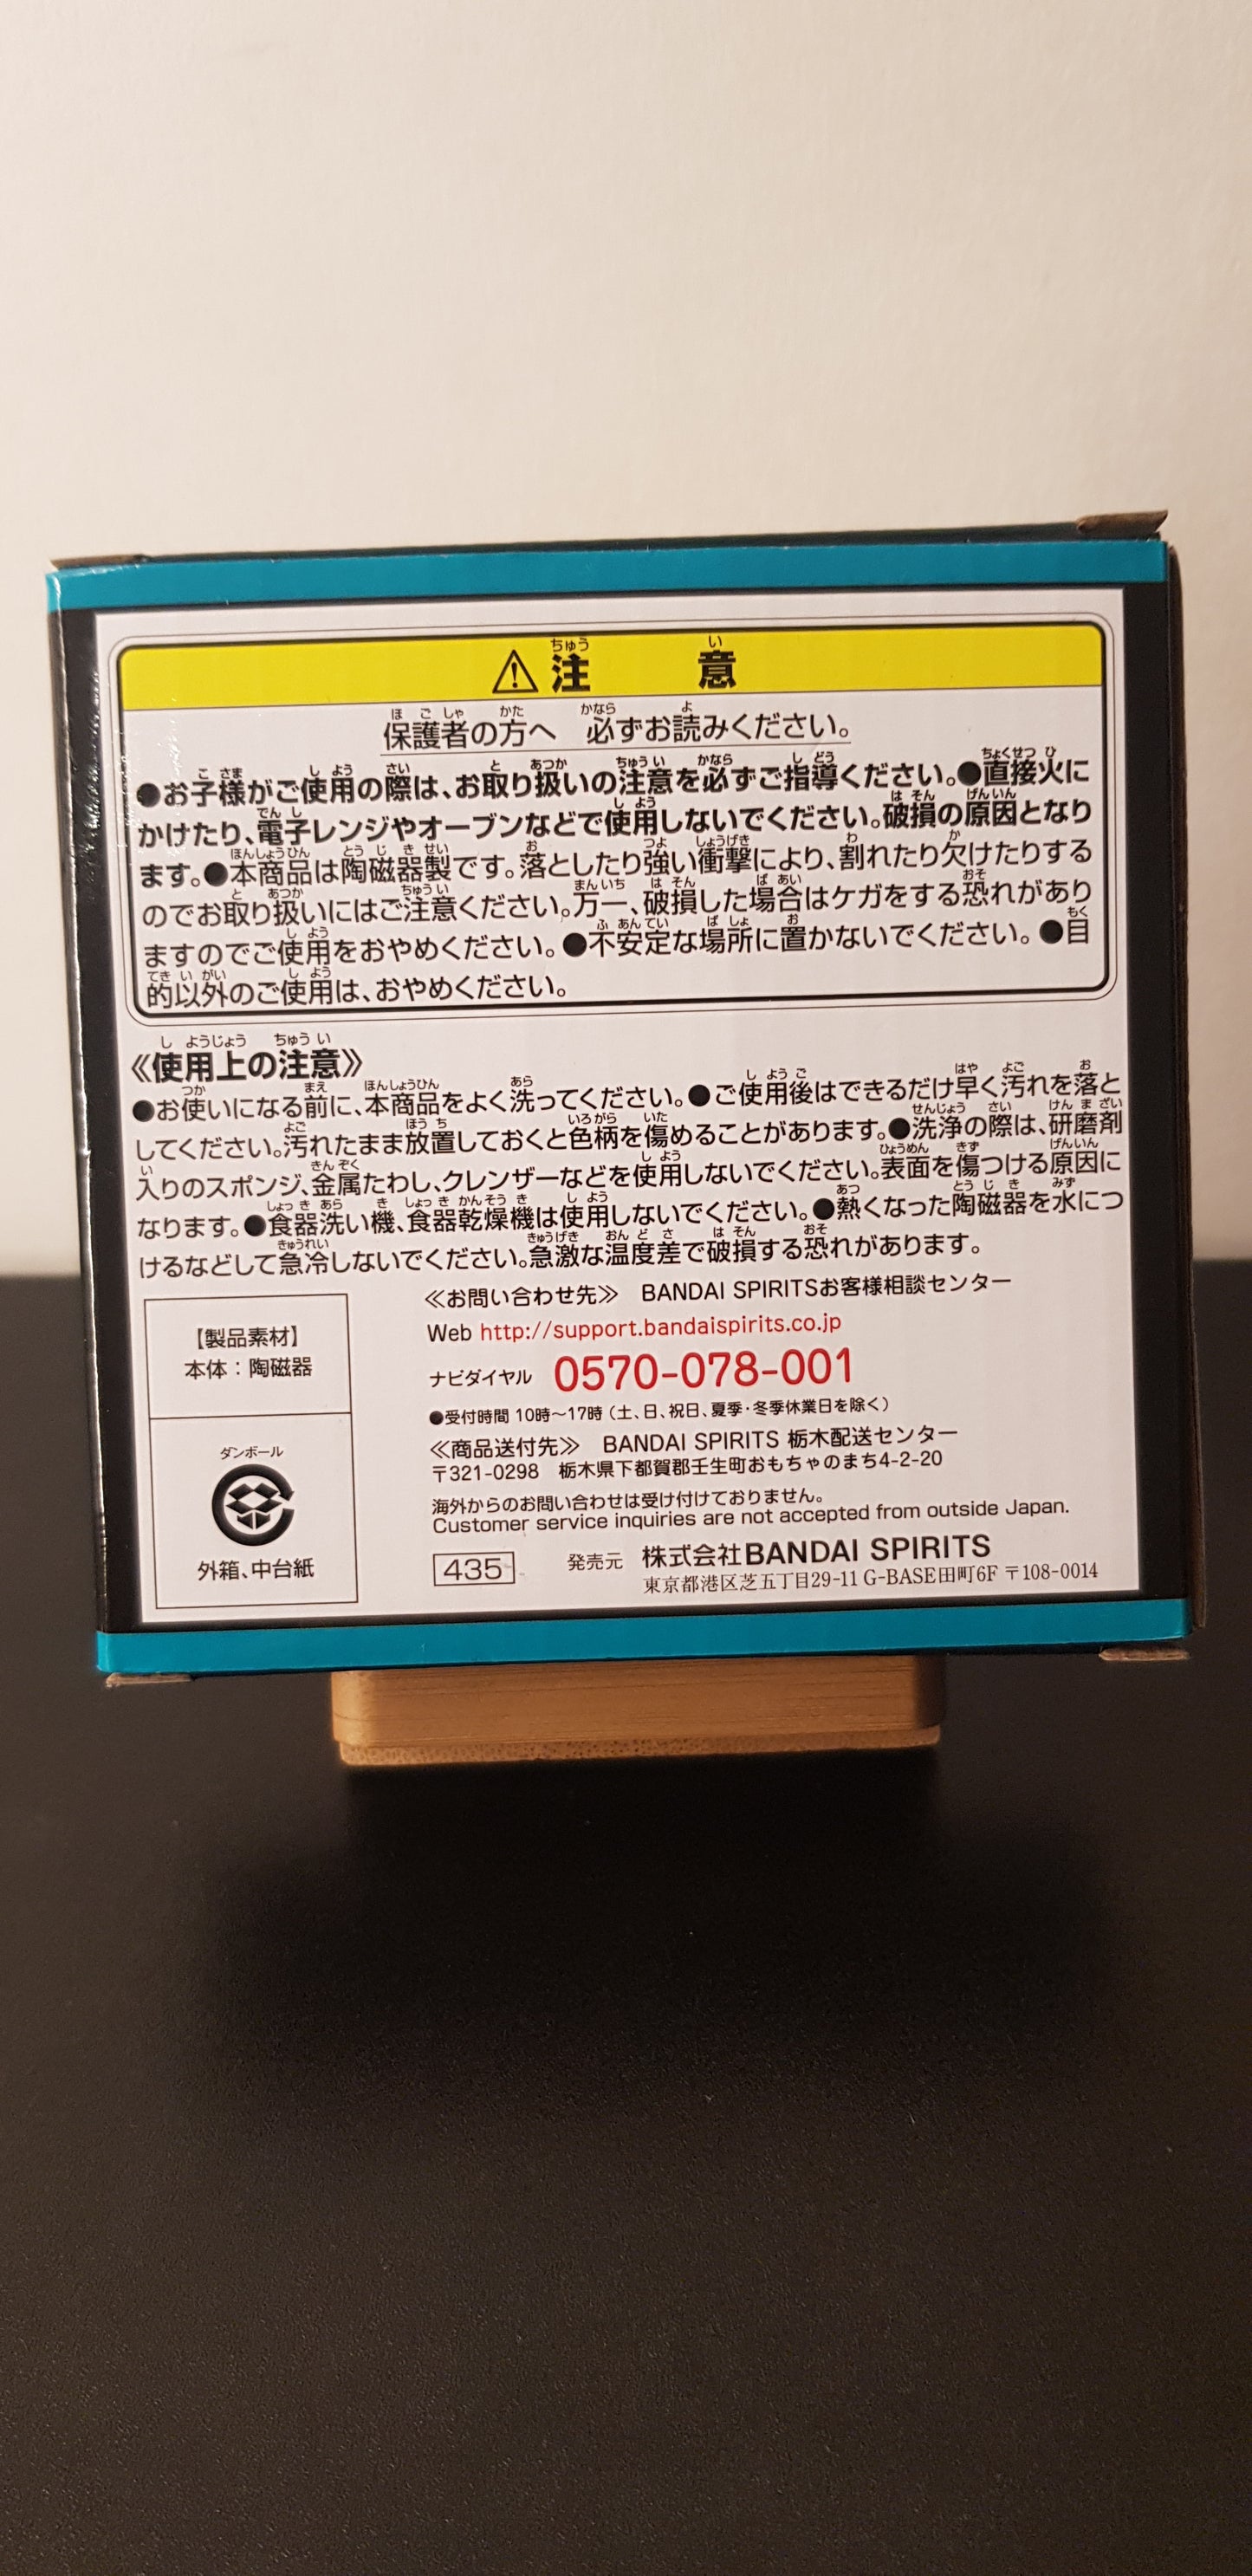 ⚠注意
保護者の方へ 必ずお読みください。
●お子様がご使用の際は、お取り扱いの注意を必ずご指導ください。●直接火に
かけたり、電子レンジやオーブンなどで使用しないでください。破損の原因となり
ます。●本商品は陶磁器製です。落としたり強い衝撃により、割れたり欠けたりする
のでお取り扱いにはご注意ください。万一、破損した場合はケガをする恐れがあり
ますのでご使用をおやめください。●不安定な場所に置かないでください。●目
的以外のご使用は、おやめください。
《使用上の注意》
●お使いになる前に、本商品をよく洗ってください。●ご使用後はできるだけ早く汚れを落と
してください。汚れたまま放置しておくと色柄を傷めることがあります。●洗浄の際は、研磨剤
入りのスポンジ、金属たわし、クレンザーなどを使用しないでください。表面を傷つける原因に
なります。●食器洗い機、食器乾燥機は使用しないでください。●熱くなった陶磁器を水につ
けるなどして急冷しないでください。急激な温度差で破損する恐れがあります。
【製品素材】
本体：陶磁器
ダンボール
外箱、中台紙
≪お問い合わせ先≫ BANDAI SPIRITSお客様相談センター
Web http://support.bandaispirits.co.jp
ナビダイヤル 0570-078-001
●受付時間 10時〜17時（土、日、祝日、夏季・冬季休業日を除く）
≪商品送付先≫ BANDAI SPIRITS 栃木配送センター
〒321-0298 栃木県下都賀郡壬生町おもちゃのまち4-2-20
海外からのお問い合わせは受け付けておりません。
Customer service inquiries are not accepted from outside Japan.
435 発売元 株式会社BANDAI SPIRITS
東京都港区芝五丁目29-11 G-BASE田町6F 〒108-0014